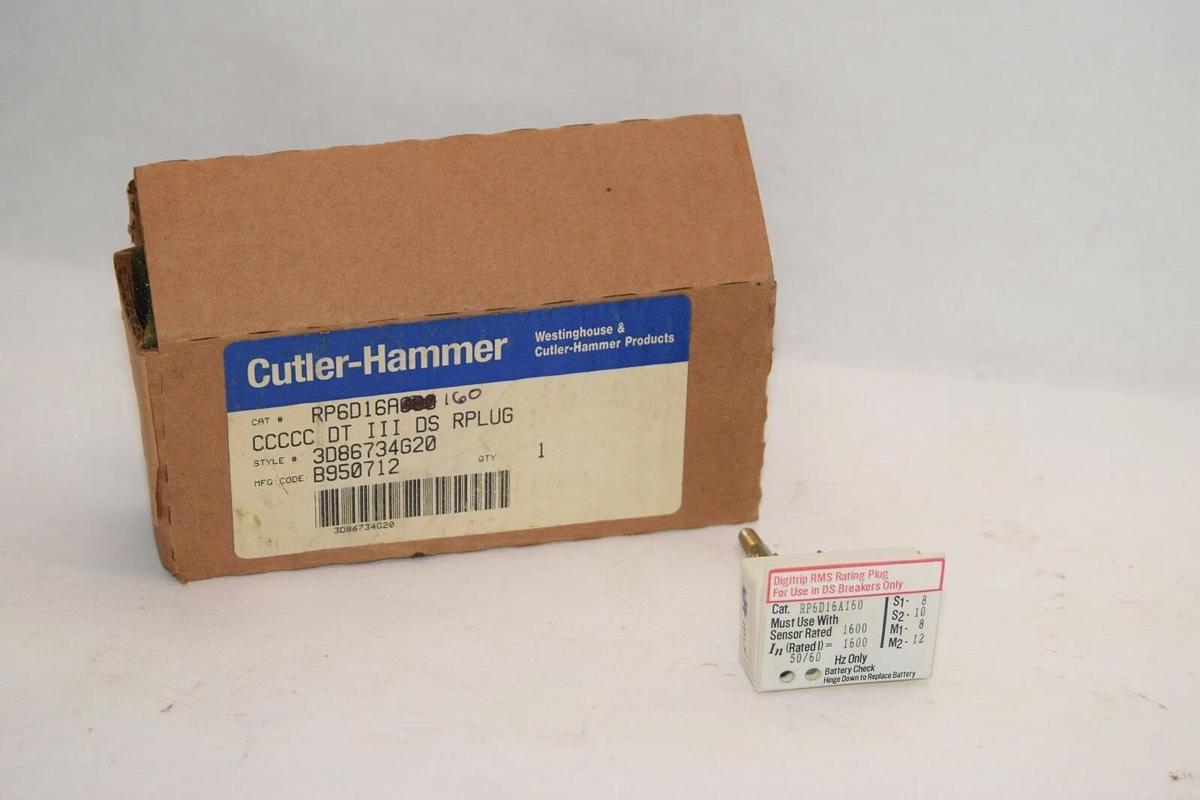 Cutler-Hammer
Westinghouse &
Cutler-Hammer Products
CAT # RP6D16A 160
CCCCC DT III DS RPLUG
STYLE # 3D86734G20
MFG CODE B950712 QTY 1
3D86734G20
Digitrip RMS Rating Plug
For Use in DS Breakers Only
Cat. RP6D16A160
Must Use With
Sensor Rated 1600
In (Rated I) = 1600
50/60 Hz Only
Battery Check
Hinge Down to Replace Battery
S1- 8
S2- 10
M1- 8
M2- 12